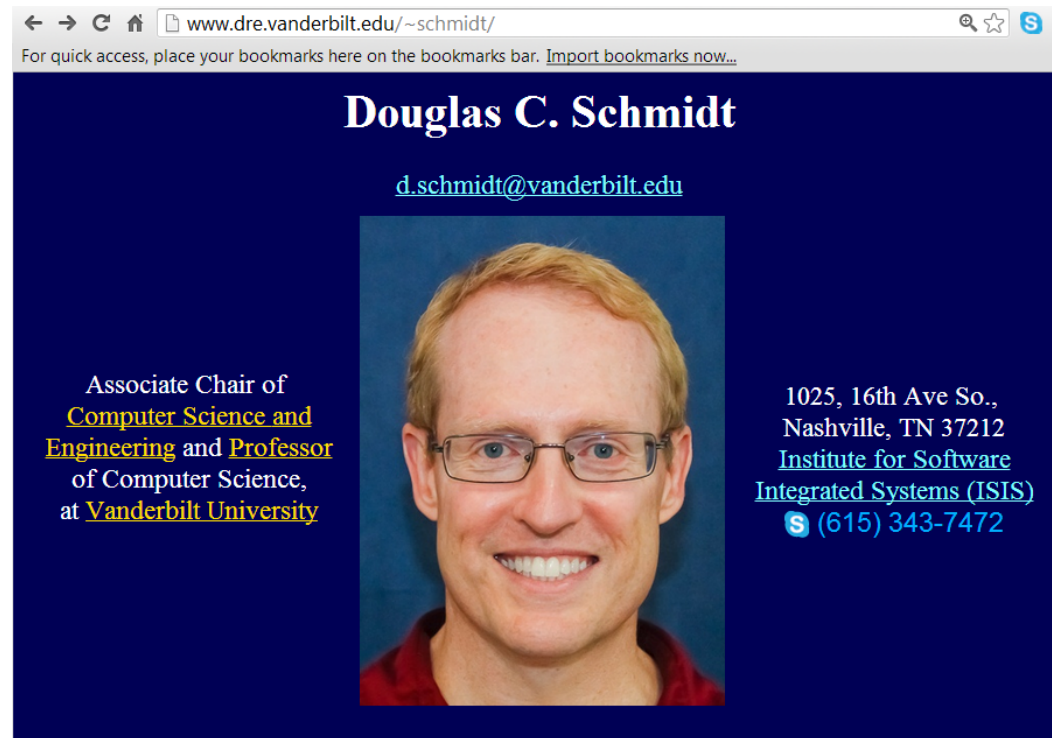 www.dre.vanderbilt.edu/~schmidt/
For quick access, place your bookmarks here on the bookmarks bar. Import bookmarks now...
Douglas C. Schmidt
d.schmidt@vanderbilt.edu
Associate Chair of
Computer Science and
Engineering and Professor
of Computer Science,
at Vanderbilt University
1025, 16th Ave So.,
Nashville, TN 37212
Institute for Software
Integrated Systems (ISIS)
(615) 343-7472